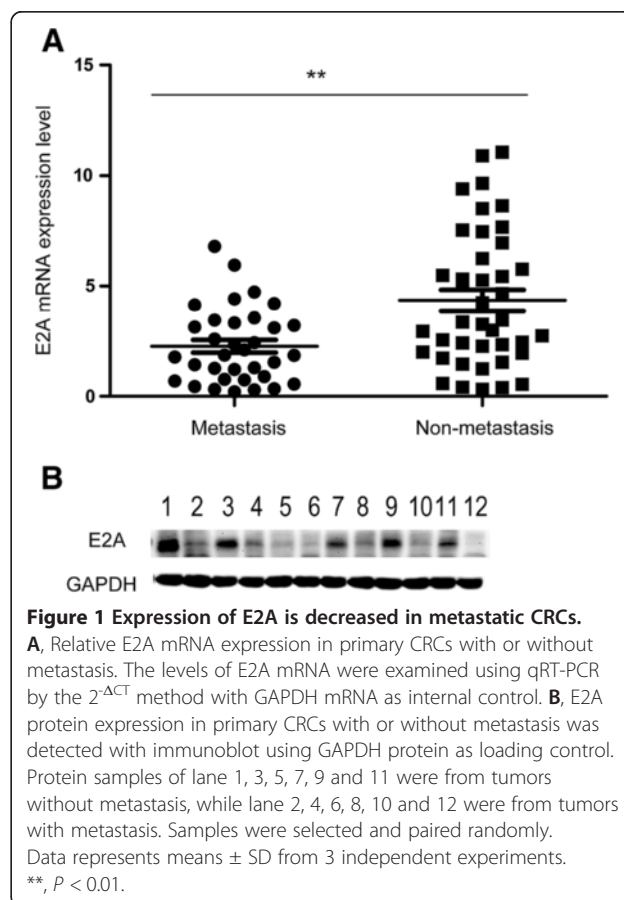 A
15
**
10
5
0
E2A mRNA expression level
Metastasis Non-metastasis
B
1 2 3 4 5 6 7 8 9 10 11 12
E2A
GAPDH
Figure 1 Expression of E2A is decreased in metastatic CRCs.
A, Relative E2A mRNA expression in primary CRCs with or without
metastasis. The levels of E2A mRNA were examined using qRT-PCR
by the 2-ΔCT method with GAPDH mRNA as internal control. B, E2A
protein expression in primary CRCs with or without metastasis was
detected with immunoblot using GAPDH protein as loading control.
Protein samples of lane 1, 3, 5, 7, 9 and 11 were from tumors
without metastasis, while lane 2, 4, 6, 8, 10 and 12 were from tumors
with metastasis. Samples were selected and paired randomly.
Data represents means ± SD from 3 independent experiments.
**, P < 0.01.